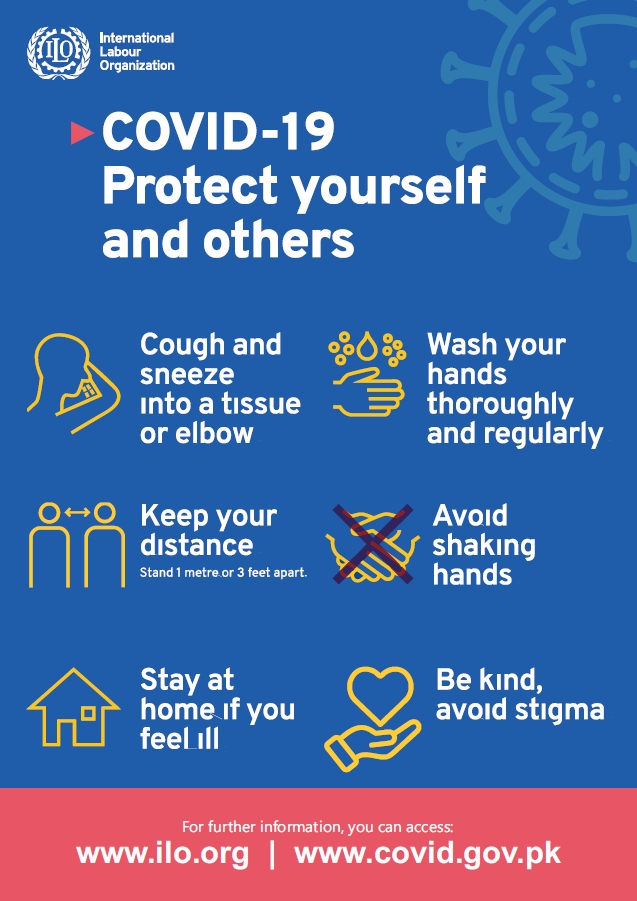 ILO
International
Labour
Organization
COVID-19
Protect yourself
and others
Cough and
sneeze
into a tissue
or elbow
Wash your
hands
thoroughly
and regularly
Keep your
distance
Stand 1 metre or 3 feet apart.
Avoid
shaking
hands
Stay at
home if you
feel ill
Be kind,
avoid stigma
For further information, you can access:
www.ilo.org | www.covid.gov.pk